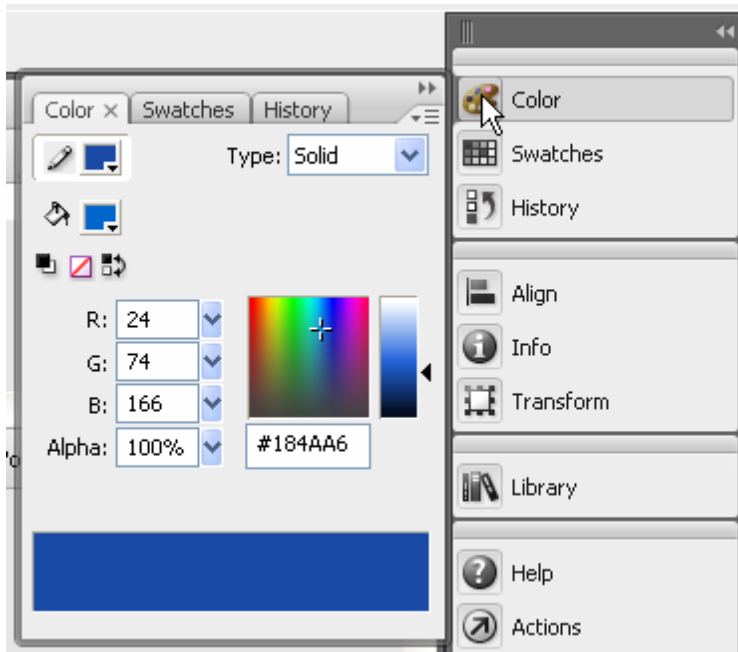 Color × Swatches History
Type: Solid
R: 24
G: 74
B: 166
Alpha: 100% #184AA6
Color
Swatches
History
Align
Info
Transform
Library
Help
Actions